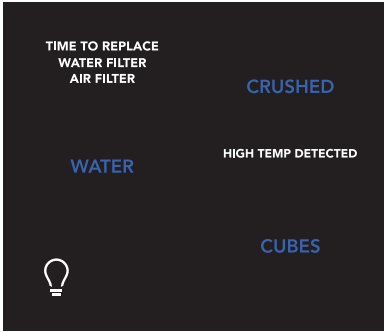 TIME TO REPLACE
WATER FILTER
AIR FILTER
CRUSHED
HIGH TEMP DETECTED
WATER
CUBES